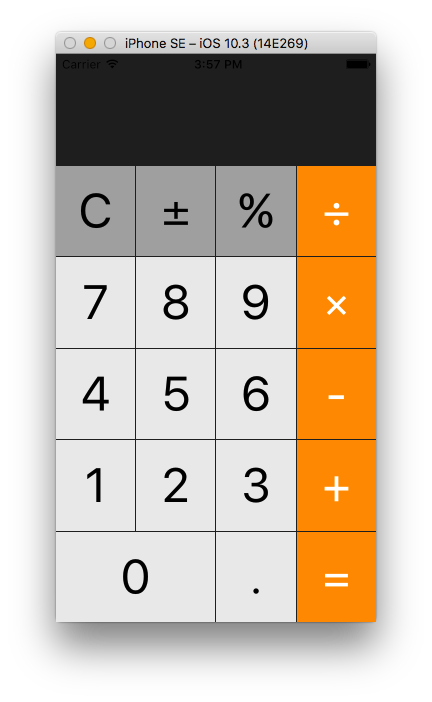 iPhone SE – iOS 10.3 (14E269)
Carrier 3:57 PM
C ± % ÷
7 8 9 ×
4 5 6 -
1 2 3 +
0 . =